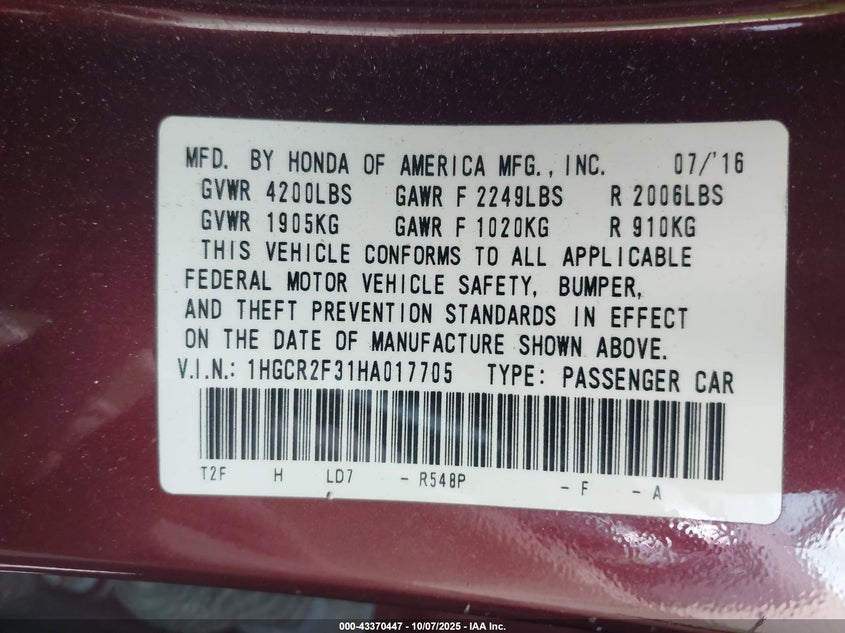 MFD. BY HONDA OF AMERICA MFG., INC. 07/'16
GVWR 4200LBS GAWR F 2249LBS R 2006LBS
GVWR 1905KG GAWR F 1020KG R 910KG
THIS VEHICLE CONFORMS TO ALL APPLICABLE
FEDERAL MOTOR VEHICLE SAFETY, BUMPER,
AND THEFT PREVENTION STANDARDS IN EFFECT
ON THE DATE OF MANUFACTURE SHOWN ABOVE.
V.I.N.: 1HGCR2F31HA017705 TYPE: PASSENGER CAR
T2F H LD7 - R548P - F - A
000-43370447 - 10/07/2025 - IAA Inc.